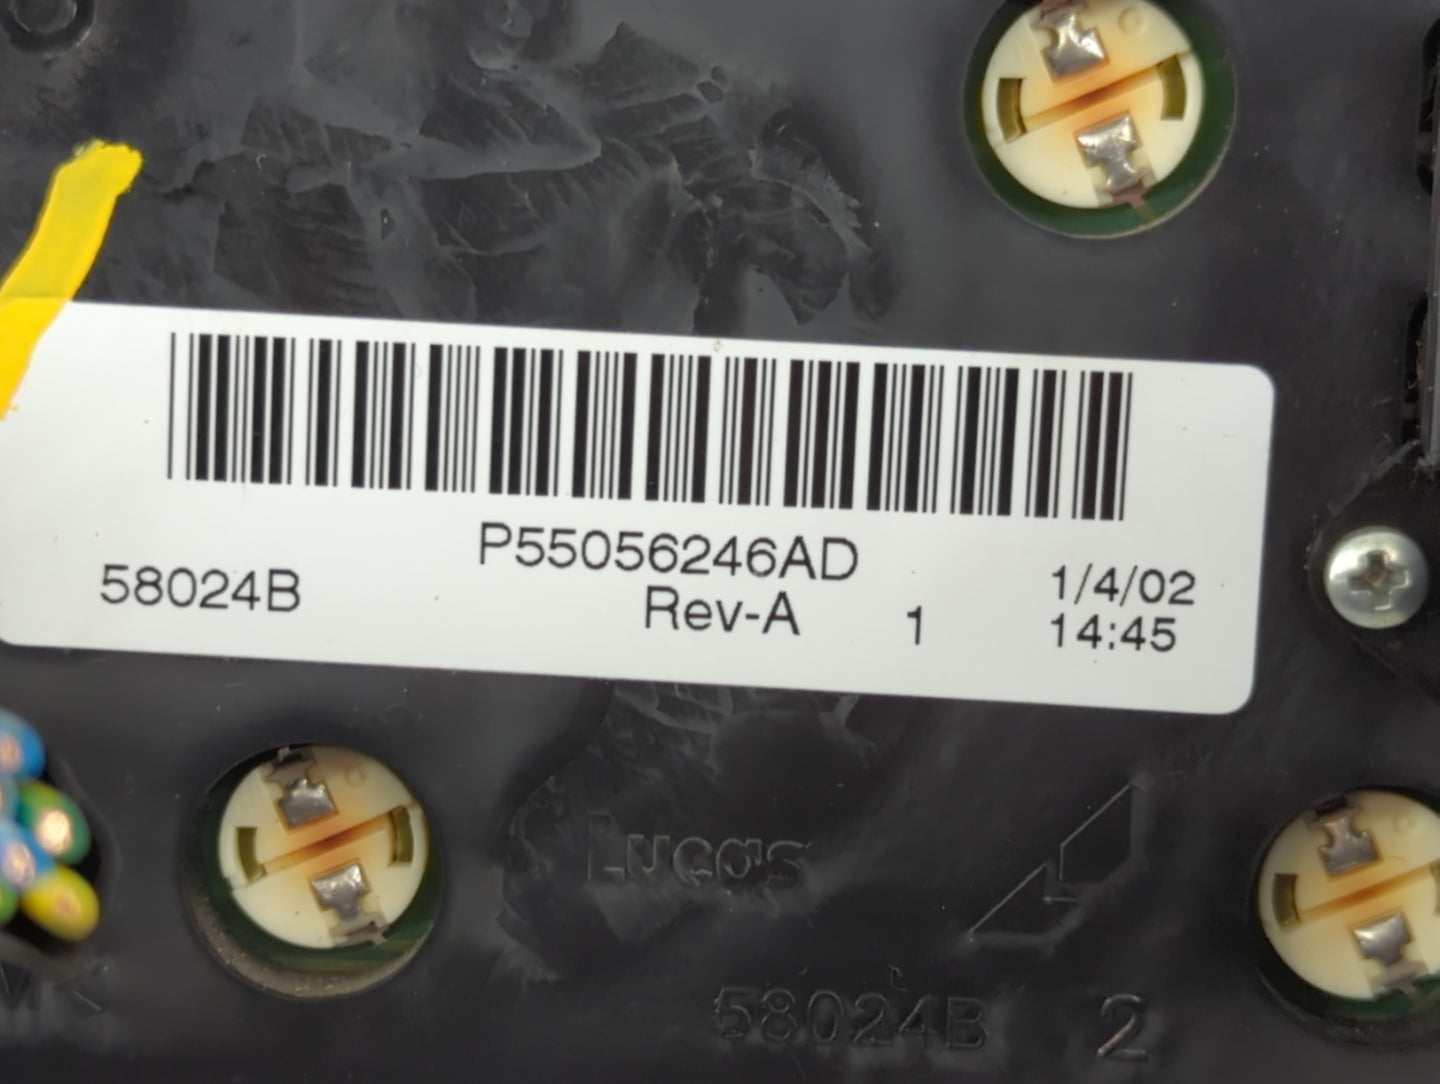 P55056246AD
58024B
Rev-A
1
1/4/02
14:45
Lucas
58024B 2